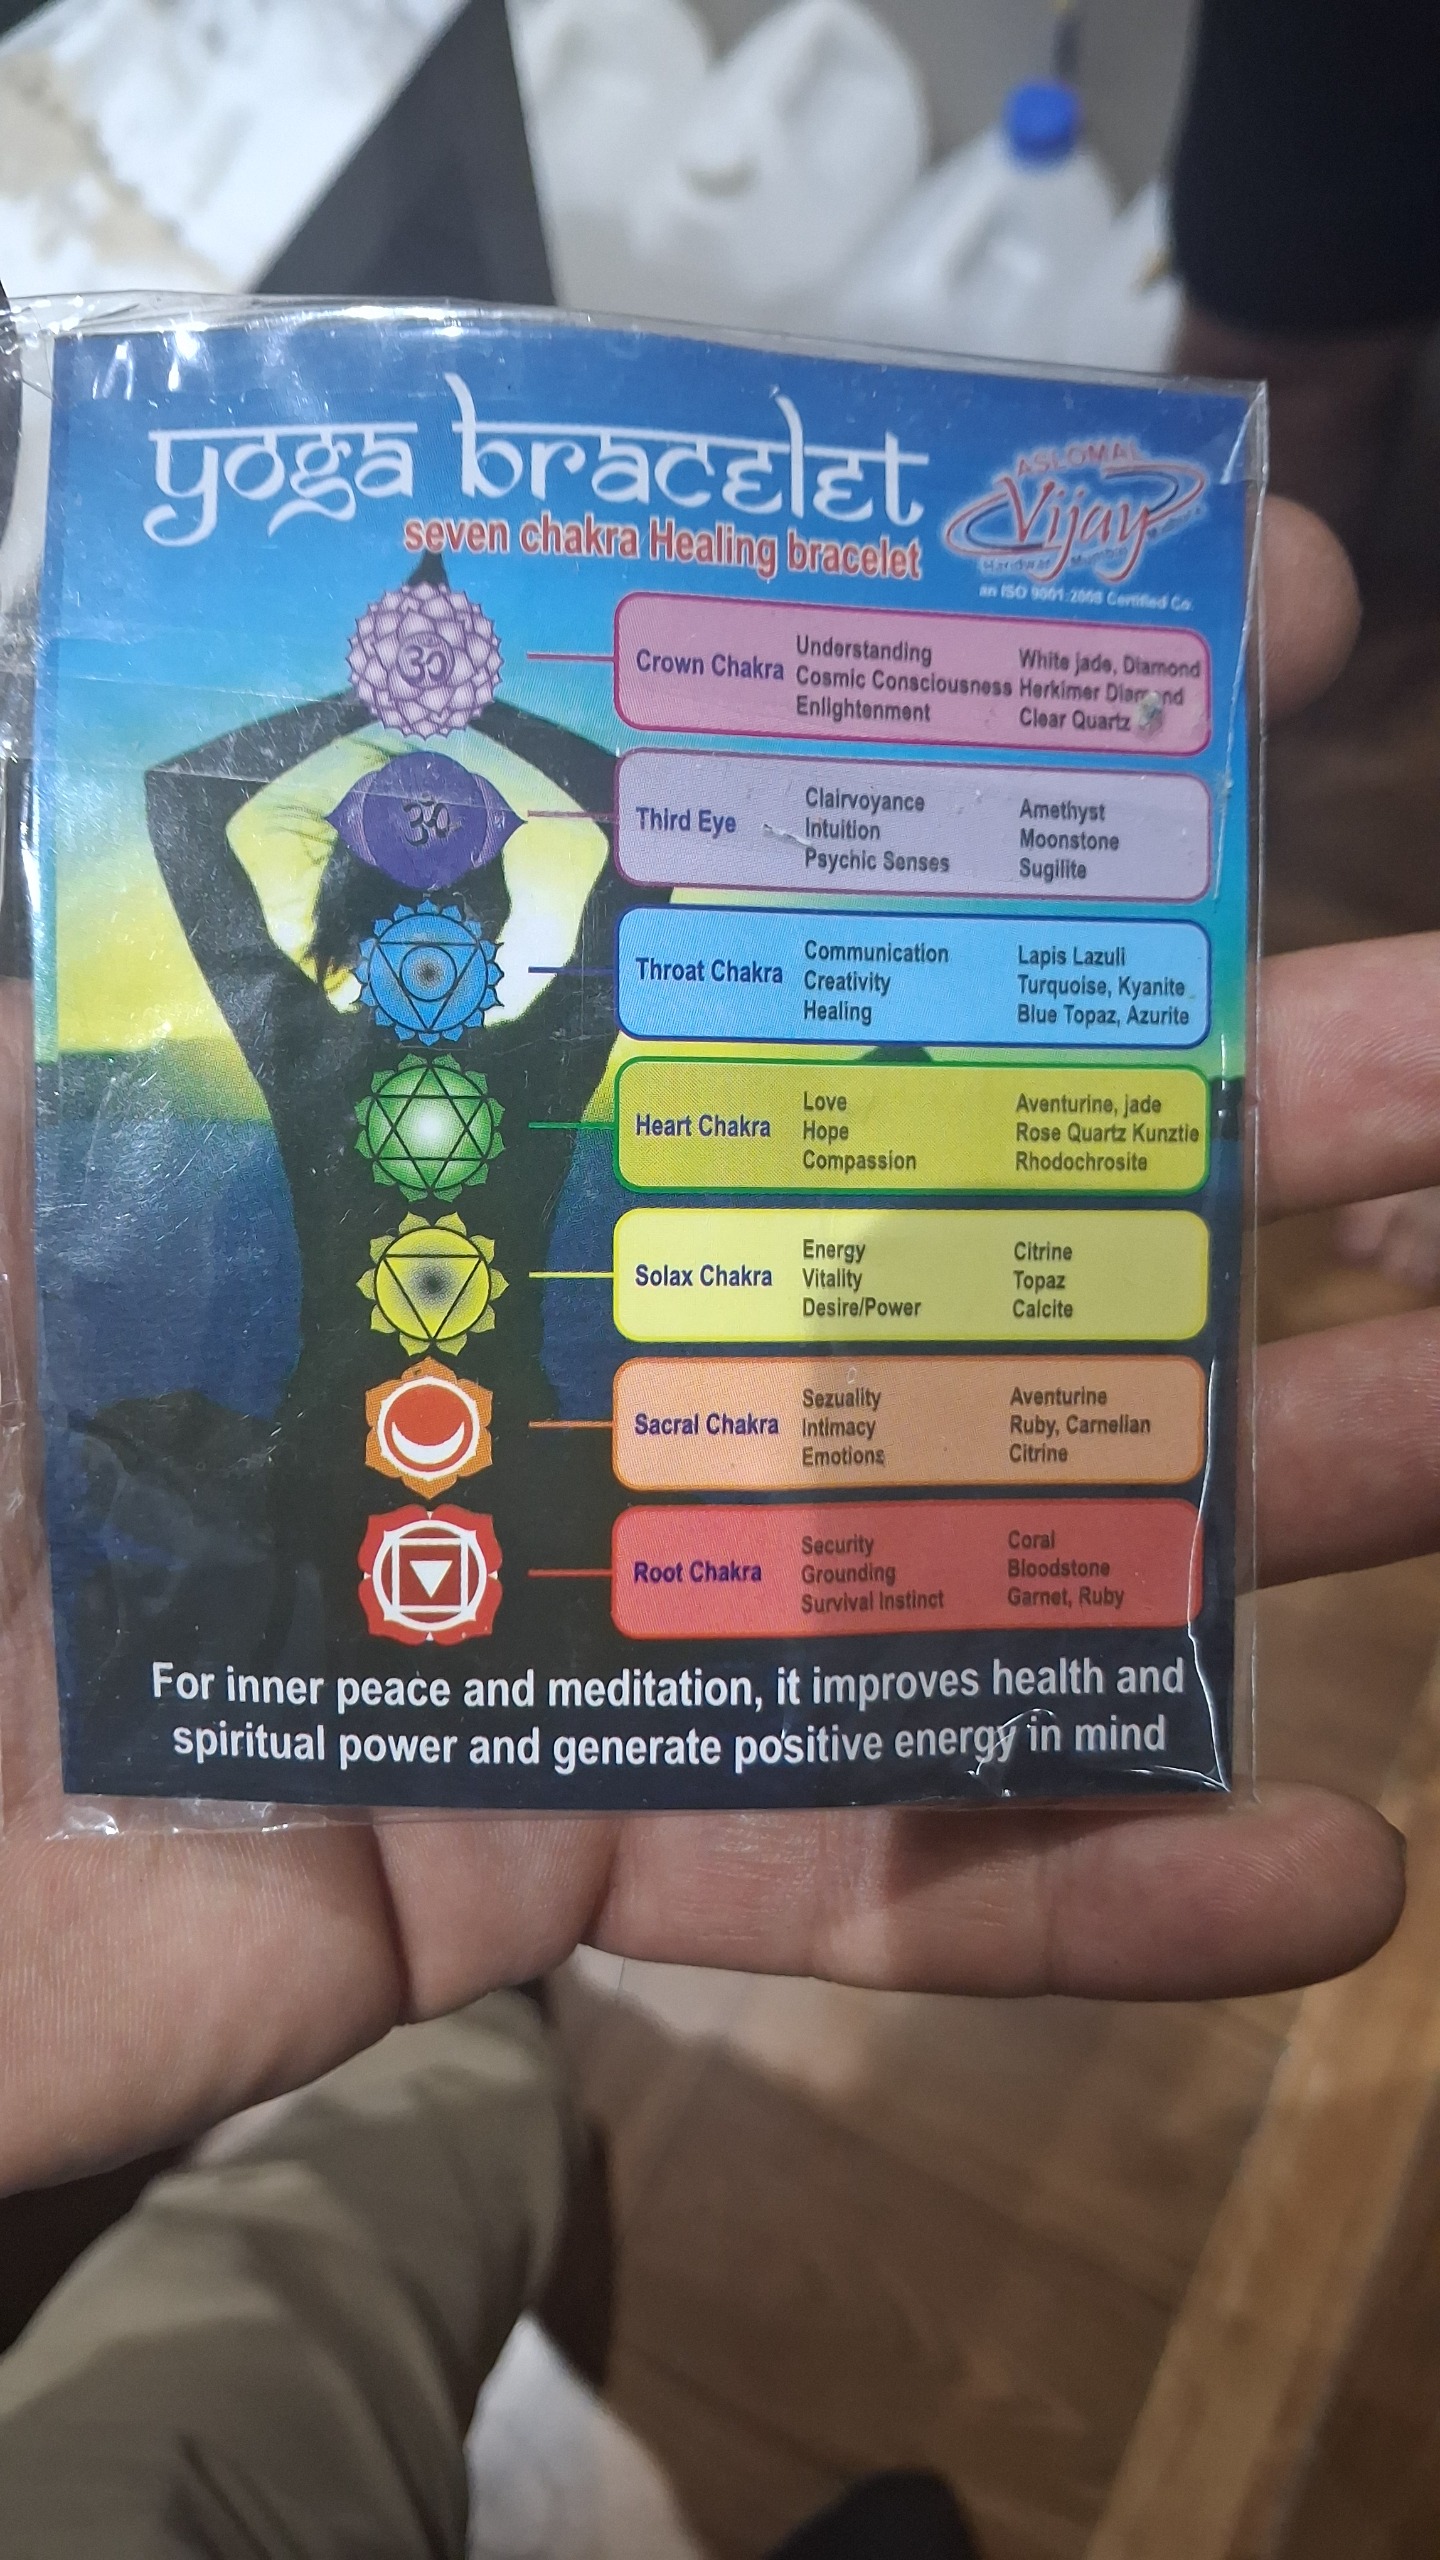 yoga bracelet
seven chakra Healing bracelet
ASLOMAL
Vijay
Haridwar
an ISO 9001:2008 Certified Co.
ॐ
Crown Chakra
Understanding
Cosmic Consciousness
Enlightenment
White jade, Diamond
Herkimer Diamond
Clear Quartz
ॐ
Third Eye
Clairvoyance
Intuition
Psychic Senses
Amethyst
Moonstone
Sugilite
Throat Chakra
Communication
Creativity
Healing
Lapis Lazuli
Turquoise, Kyanite
Blue Topaz, Azurite
Heart Chakra
Love
Hope
Compassion
Aventurine, jade
Rose Quartz Kunztie
Rhodochrosite
Solax Chakra
Energy
Vitality
Desire/Power
Citrine
Topaz
Calcite
Sacral Chakra
Sezuality
Intimacy
Emotions
Aventurine
Ruby, Carnelian
Citrine
Root Chakra
Security
Grounding
Survival Instinct
Coral
Bloodstone
Garnet, Ruby
For inner peace and meditation, it improves health and
spiritual power and generate positive energy in mind